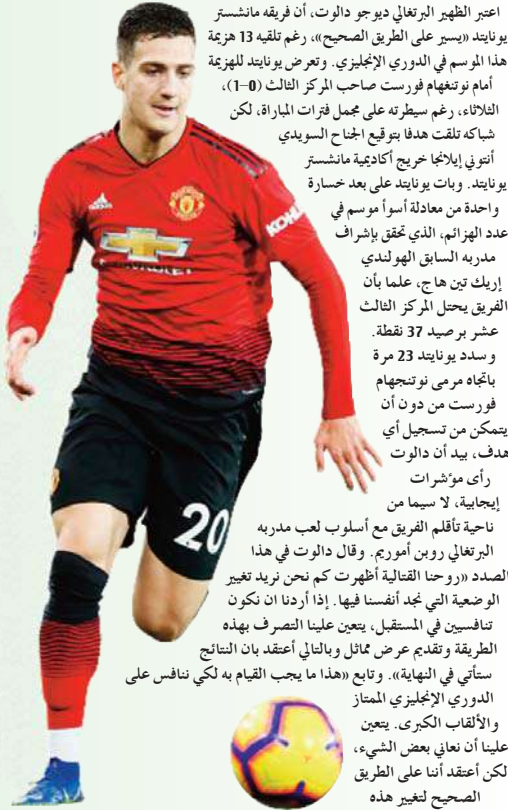 اعتبر الظهير البرتغالي ديوجو دالوت، أن فريقه مانشستر
يونايتد «يسير على الطريق الصحيح»، رغم تلقيه 13 هزيمة
هذا الموسم في الدوري الإنجليزي. وتعرض يونايتد للهزيمة
أمام نوتنغهام فورست صاحب المركز الثالث (0–1)،
الثلاثاء، رغم سيطرته على مجمل فترات المباراة، لكن
شباكه تلقت هدفا بتوقيع الجناح السويدي
أنتوني إيلانجا خريج أكاديمية مانشستر
يونايتد. وبات يونايتد على بعد خسارة
واحدة من معادلة أسوأ موسم في
عدد الهزائم، الذي تحقق بإشراف
مدربه السابق الهولندي
إريك تين هاج، علما بأن
الفريق يحتل المركز الثالث
عشر برصيد 37 نقطة.
وسدد يونايتد 23 مرة
باتجاه مرمى نوتنجهام
فورست من دون أن
يتمكن من تسجيل أي
هدف، بيد أن دالوت
رأى مؤشرات
إيجابية، لا سيما من
ناحية تأقلم الفريق مع أسلوب لعب مدربه
البرتغالي روبن أموريم. وقال دالوت في هذا
الصدد «روحنا القتالية أظهرت كم نحن نريد تغيير
الوضعية التي نجد أنفسنا فيها. إذا أردنا ان نكون
تنافسيين في المستقبل، يتعين علينا التصرف بهذه
الطريقة وتقديم عرض مماثل وبالتالي أعتقد بان النتائج
ستأتي في النهاية». وتابع «هذا ما يجب القيام به لكي ننافس على
الدوري الإنجليزي الممتاز
والألقاب الكبرى. يتعين
علينا أن نعاني بعض الشيء،
لكن أعتقد أننا على الطريق
الصحيح لتغيير هذه
adidas
KOHL
CHEVROLET
20